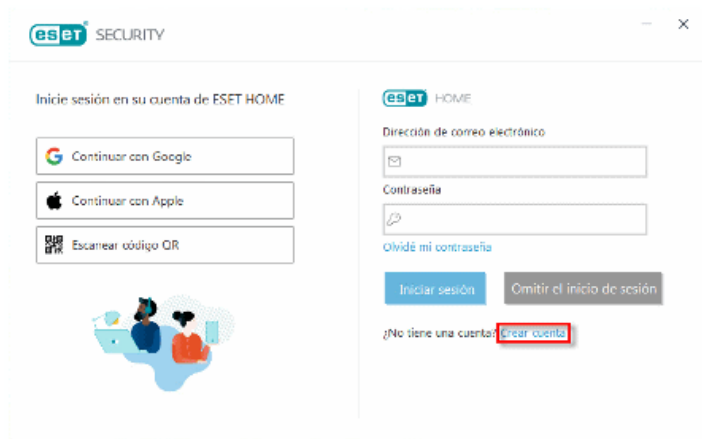 eset SECURITY
Inicie sesión en su cuenta de ESET HOME
Continuar con Google
Continuar con Apple
Escanear código QR
eset HOME
Dirección de correo electrónico
Contraseña
Olvidé mi contraseña
Iniciar sesión
Omitir el inicio de sesión
¿No tiene una cuenta? Crear cuenta